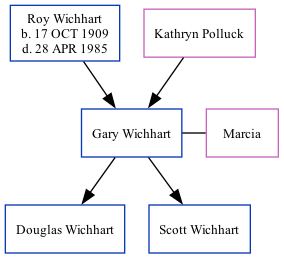 Roy Wichhart
b. 17 OCT 1909
d. 28 APR 1985
Kathryn Polluck
Gary Wichhart
Marcia
Douglas Wichhart
Scott Wichhart